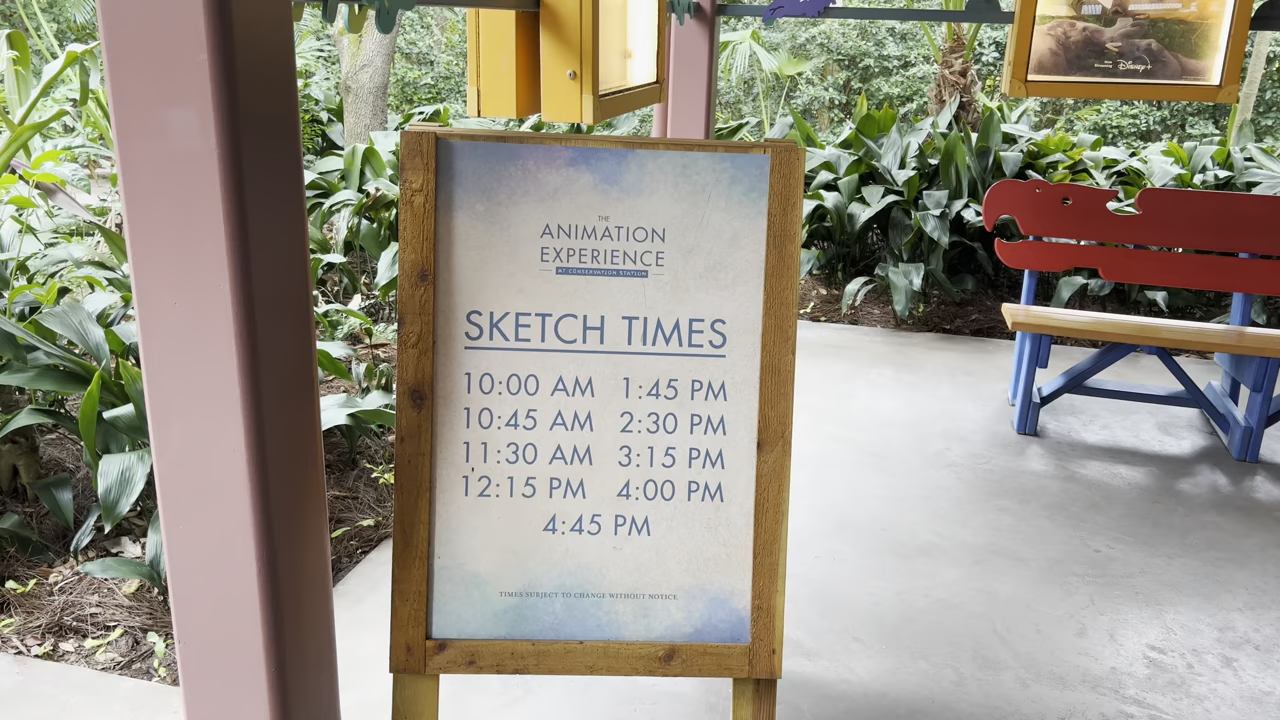 THE
ANIMATION
EXPERIENCE
AT CONSERVATION STATION
SKETCH TIMES
10:00 AM 1:45 PM
10:45 AM 2:30 PM
11:30 AM 3:15 PM
12:15 PM 4:00 PM
4:45 PM
TIMES SUBJECT TO CHANGE WITHOUT NOTICE
Disney+